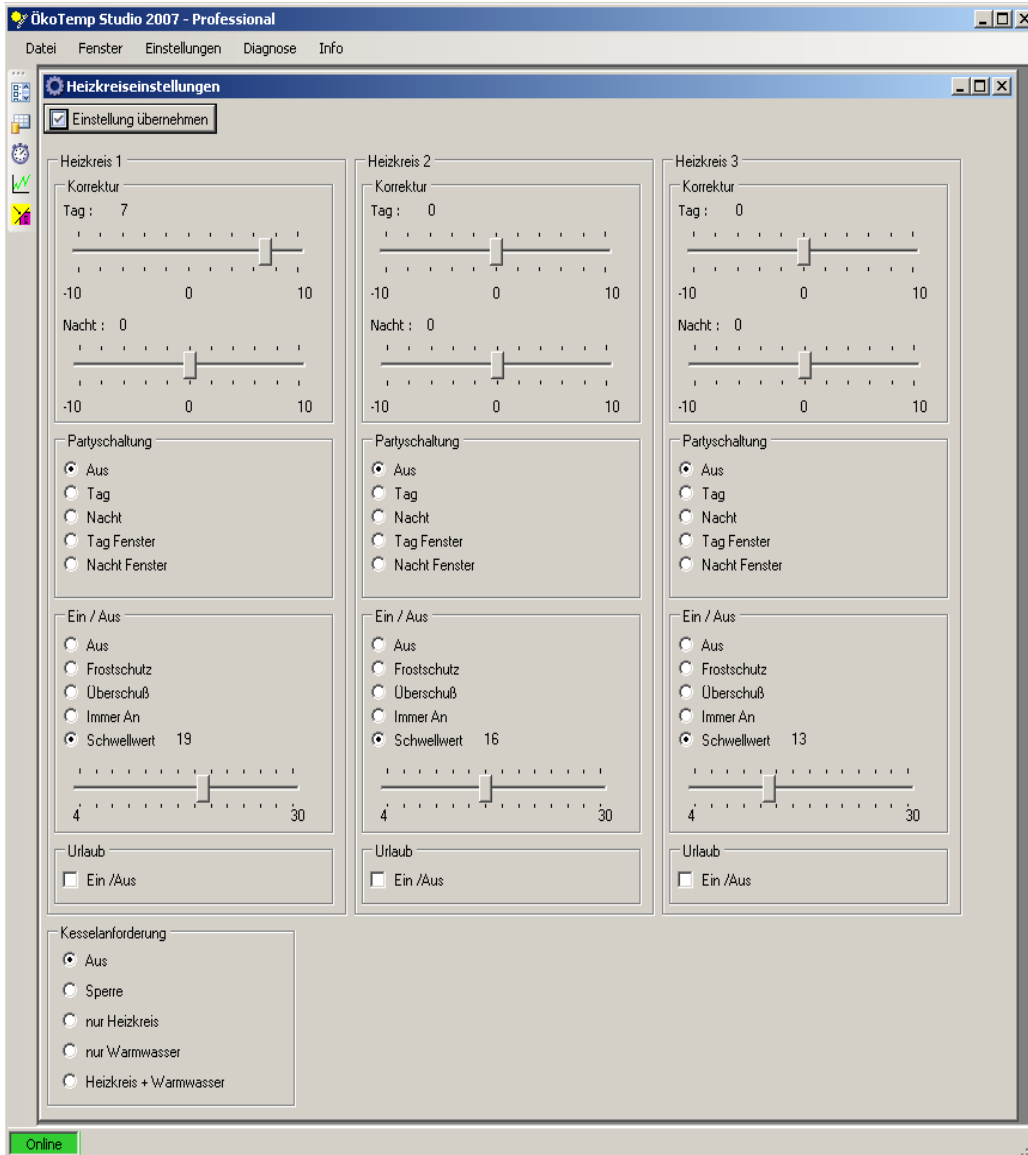 ÖkoTemp Studio 2007 - Professional
Datei Fenster Einstellungen Diagnose Info
Heizkreiseinstellungen
Einstellung übernehmen
Heizkreis 1
Korrektur
Tag : 7
-10 0 10
Nacht : 0
-10 0 10
Partyschaltung
Aus
Tag
Nacht
Tag Fenster
Nacht Fenster
Ein / Aus
Aus
Frostschutz
Überschuß
Immer An
Schwellwert 19
4 30
Urlaub
Ein /Aus
Heizkreis 2
Korrektur
Tag : 0
-10 0 10
Nacht : 0
-10 0 10
Partyschaltung
Aus
Tag
Nacht
Tag Fenster
Nacht Fenster
Ein / Aus
Aus
Frostschutz
Überschuß
Immer An
Schwellwert 16
4 30
Urlaub
Ein /Aus
Heizkreis 3
Korrektur
Tag : 0
-10 0 10
Nacht : 0
-10 0 10
Partyschaltung
Aus
Tag
Nacht
Tag Fenster
Nacht Fenster
Ein / Aus
Aus
Frostschutz
Überschuß
Immer An
Schwellwert 13
4 30
Urlaub
Ein /Aus
Kesselanforderung
Aus
Sperre
nur Heizkreis
nur Warmwasser
Heizkreis + Warmwasser
Online